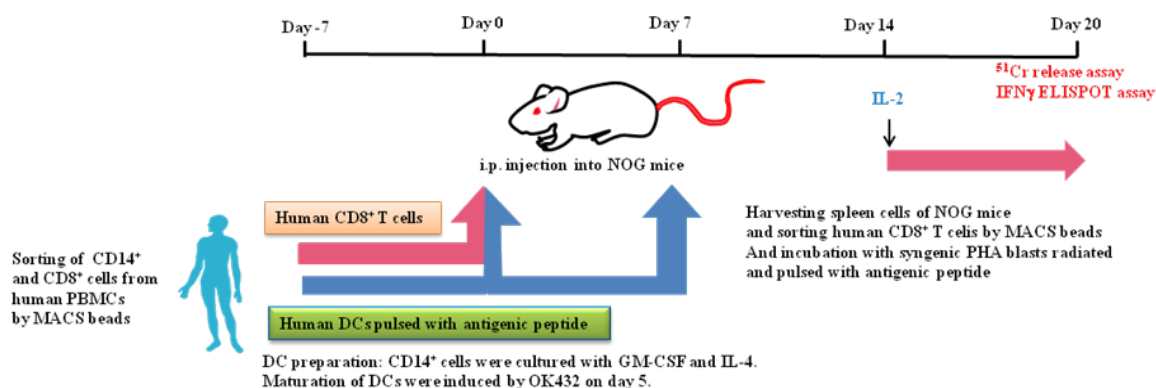 Day -7 Day 0 Day 7 Day 14 Day 20
⁵¹Cr release assay
IFNγ ELISPOT assay
IL-2
i.p. injection into NOG mice
Human CD8⁺ T cells
Harvesting spleen cells of NOG mice
and sorting human CD8⁺ T celis by MACS beads
And incubation with syngenic PHA blasts radiated
and pulsed with antigenic peptide
Sorting of CD14⁺
and CD8⁺ cells from
human PBMCs
by MACS beads
Human DCs pulsed with antigenic peptide
DC preparation: CD14⁺ cells were cultured with GM-CSF and IL-4.
Maturation of DCs were induced by OK432 on day 5.